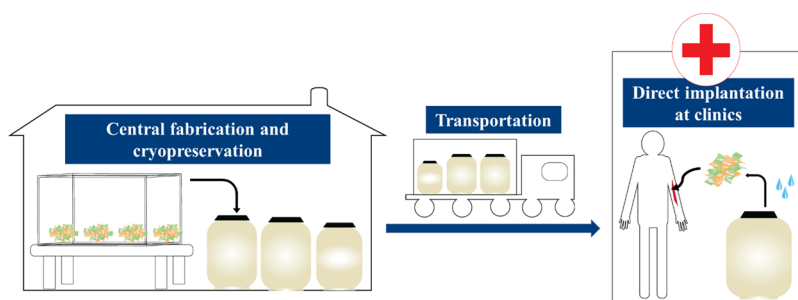 Central fabrication and
cryopreservation
Transportation
Direct implantation
at clinics